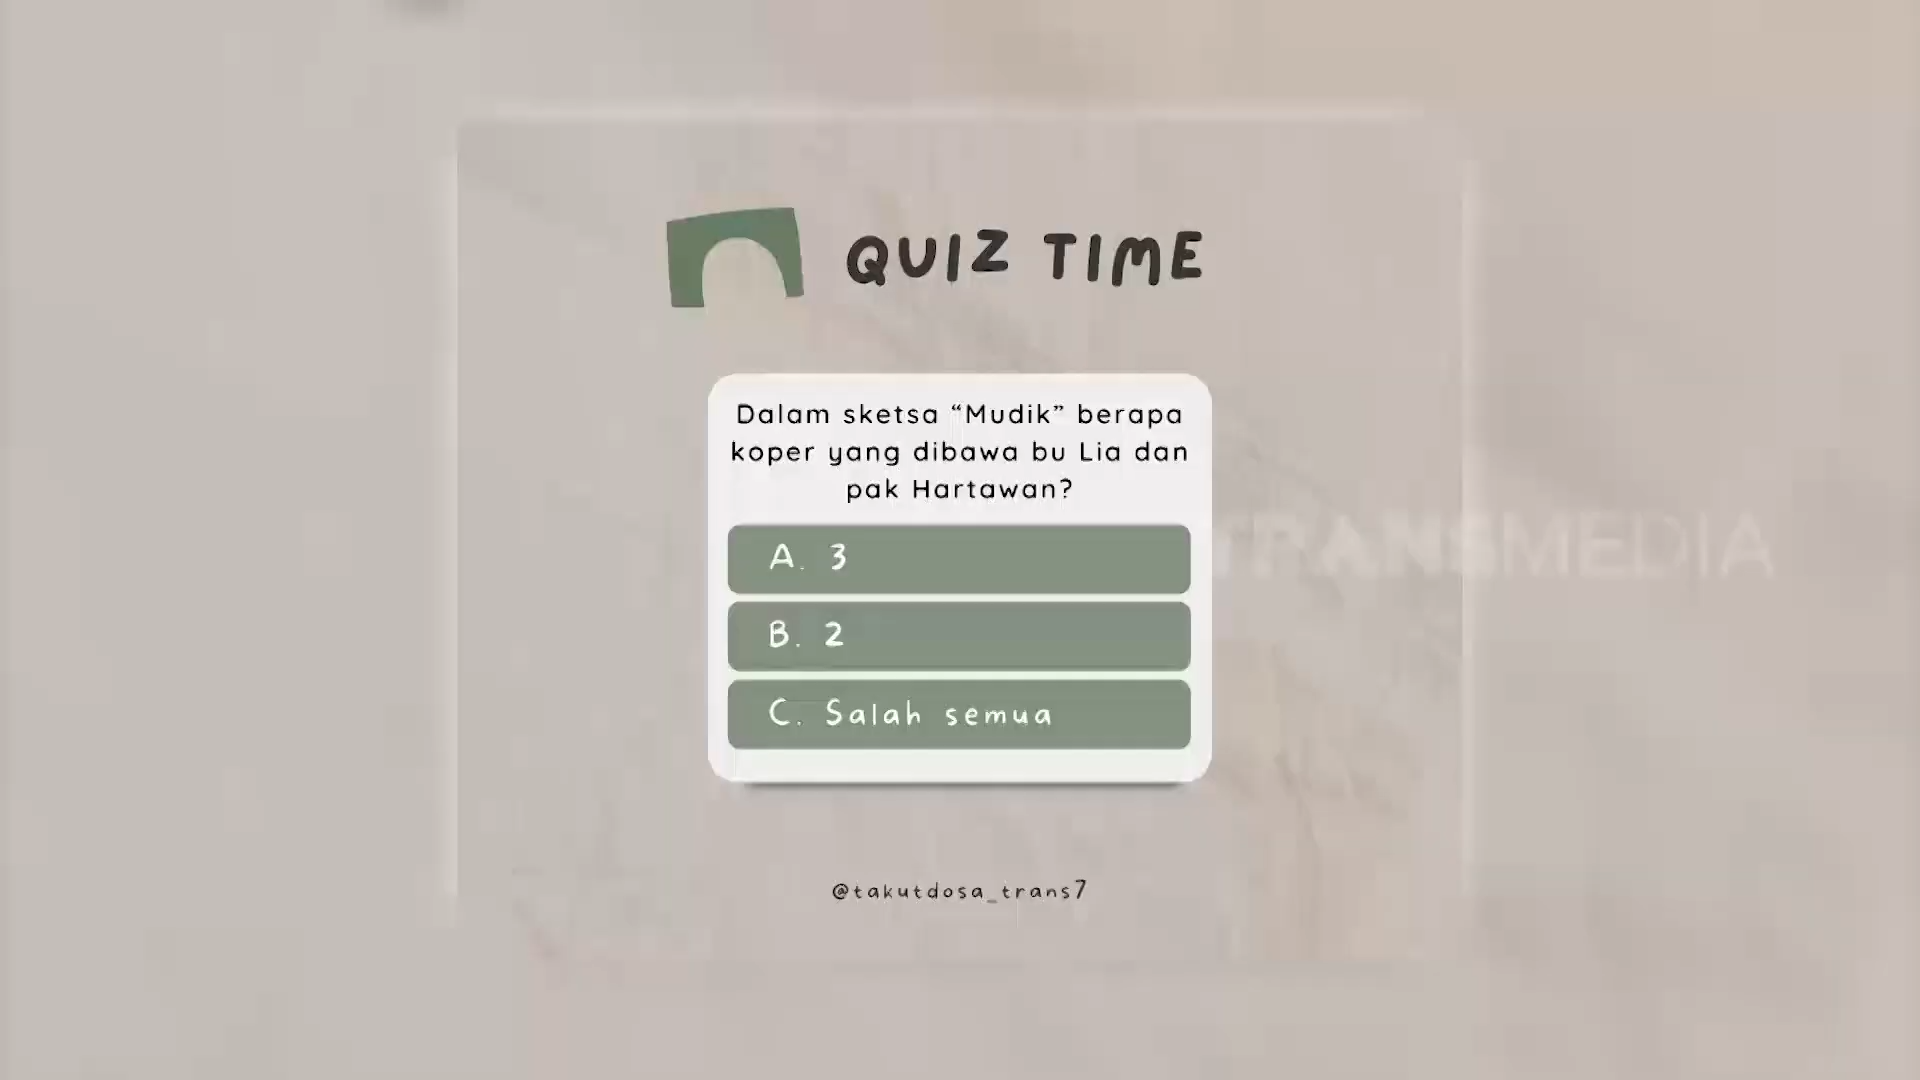 QUIZ TIME
Dalam sketsa “Mudik” berapa
koper yang dibawa bu Lia dan
pak Hartawan?
A. 3
B. 2
C. Salah semua
TRANSMEDIA
@takutdosa_trans7